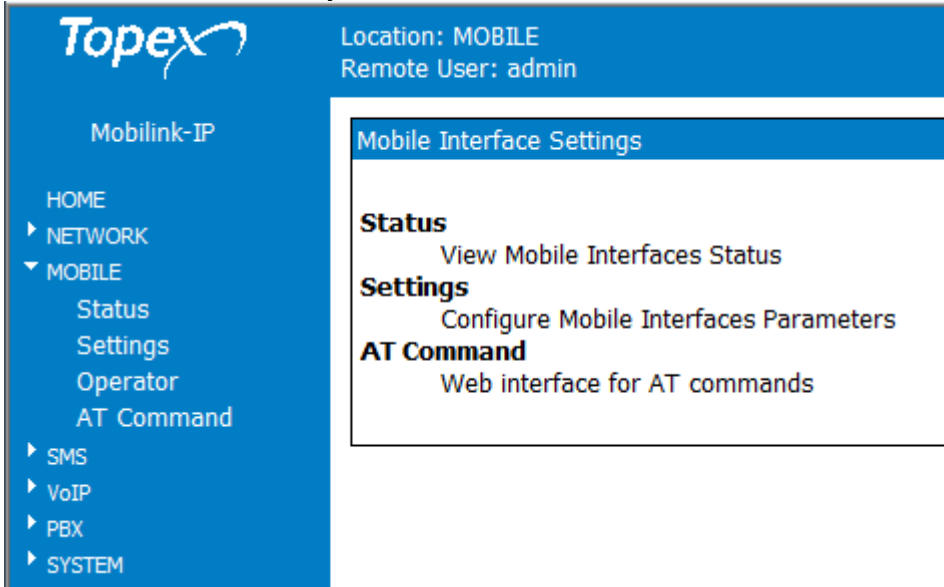 Topex
Location: MOBILE
Remote User: admin
Mobilink-IP
HOME
NETWORK
MOBILE
Status
Settings
Operator
AT Command
SMS
VoIP
PBX
SYSTEM
Mobile Interface Settings
Status
View Mobile Interfaces Status
Settings
Configure Mobile Interfaces Parameters
AT Command
Web interface for AT commands